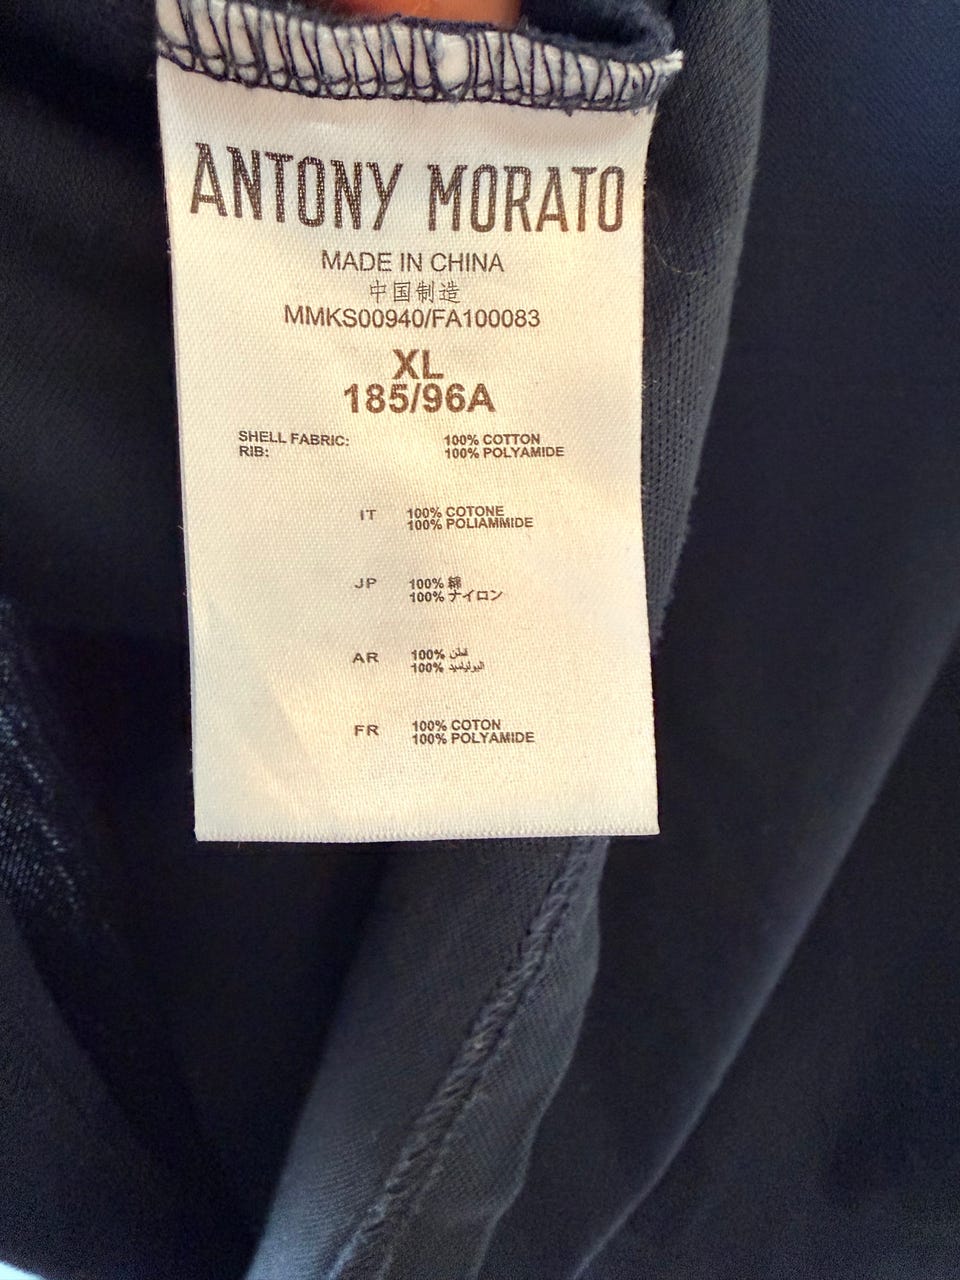 ANTONY MORATO
MADE IN CHINA
中国制造
MMKS00940/FA100083
XL
185/96A
SHELL FABRIC: 100% COTTON
RIB: 100% POLYAMIDE
IT 100% COTONE
100% POLIAMMIDE
JP 100% 綿
100% ナイロン
AR 100% قطن
100% البولياميد
FR 100% COTON
100% POLYAMIDE